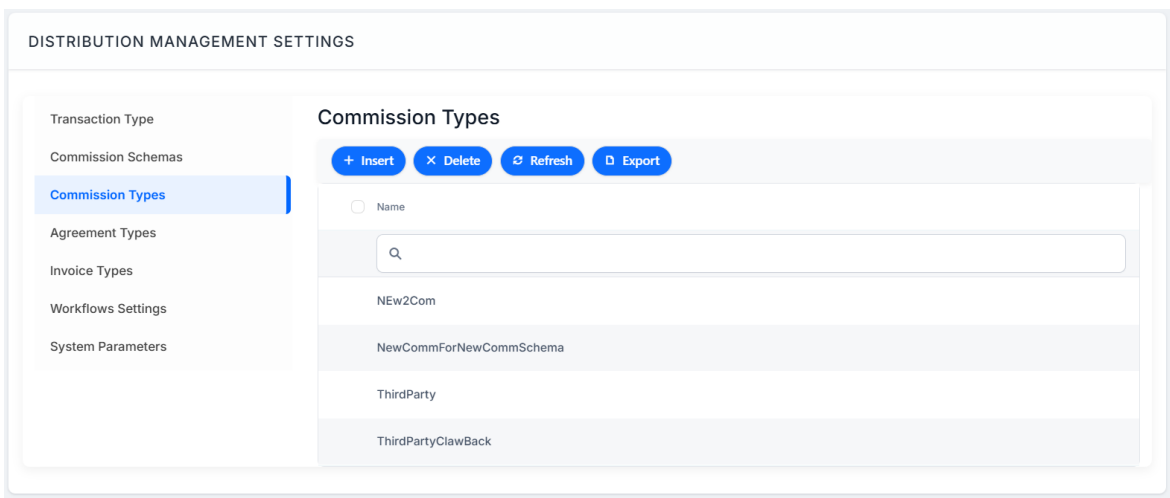 DISTRIBUTION MANAGEMENT SETTINGS
Transaction Type
Commission Schemas
Commission Types
Agreement Types
Invoice Types
Workflows Settings
System Parameters
Commission Types
Insert Delete Refresh Export
Name
NEw2Com
NewCommForNewCommSchema
ThirdParty
ThirdPartyClawBack